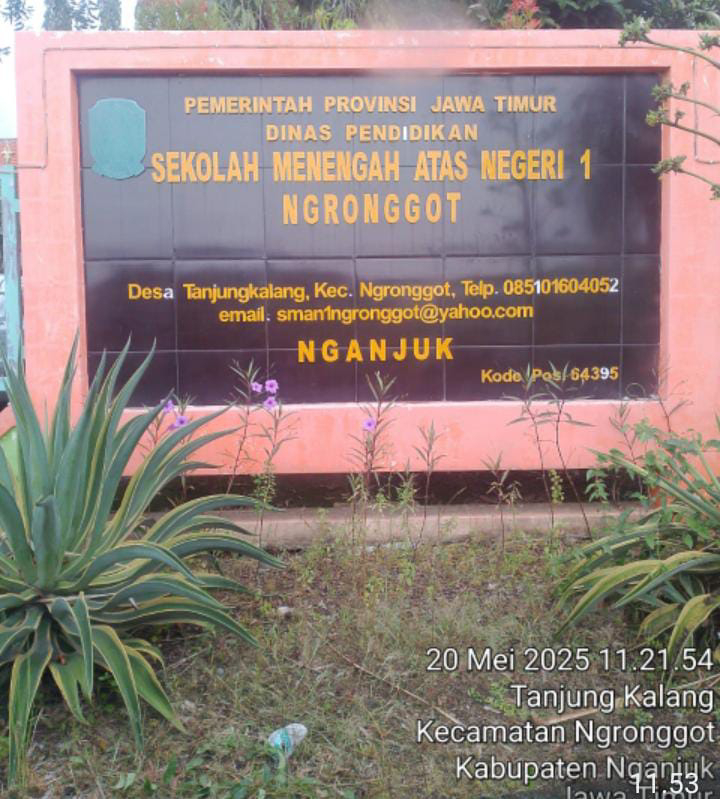 PEMERINTAH PROVINSI JAWA TIMUR
DINAS PENDIDIKAN
SEKOLAH MENENGAH ATAS NEGERI 1
NGRONGGOT
Desa Tanjungkalang, Kec. Ngronggot, Telp. 085101604052
email. sman1ngronggot@yahoo.com
NGANJUK
Kode Pos 64395
20 Mei 2025 11.21.54
Tanjung Kalang
Kecamatan Ngronggot
Kabupaten Nganjuk
Jawa Timur
11.53